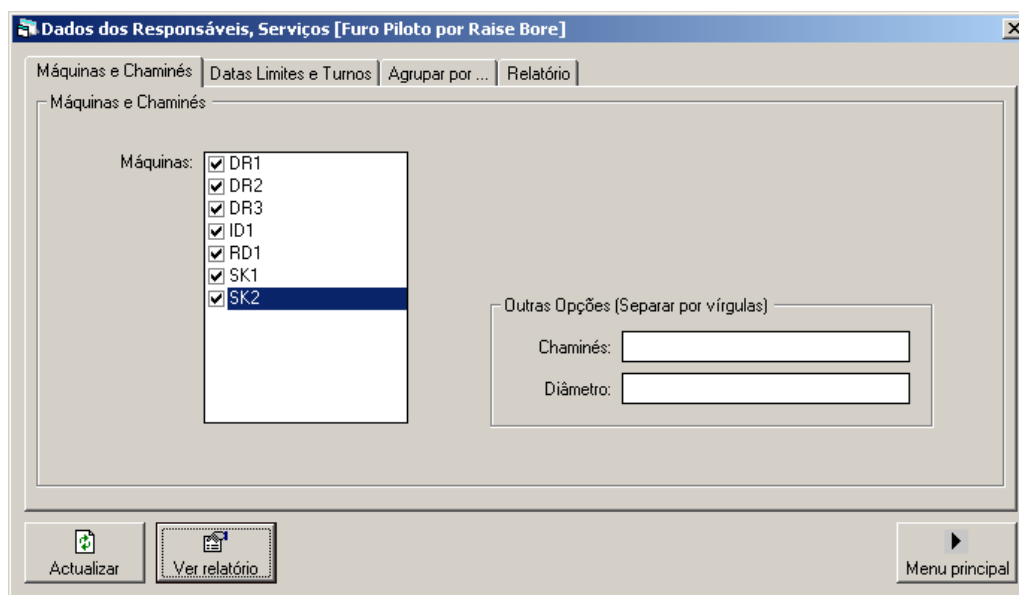 Dados dos Responsáveis, Serviços [Furo Piloto por Raise Bore]
Máquinas e Chaminés Datas Limites e Turnos Agrupar por ... Relatório
Máquinas e Chaminés
Máquinas:
DR1
DR2
DR3
ID1
RD1
SK1
SK2
Outras Opções (Separar por vírgulas)
Chaminés:
Diâmetro:
Actualizar
Ver relatório
Menu principal